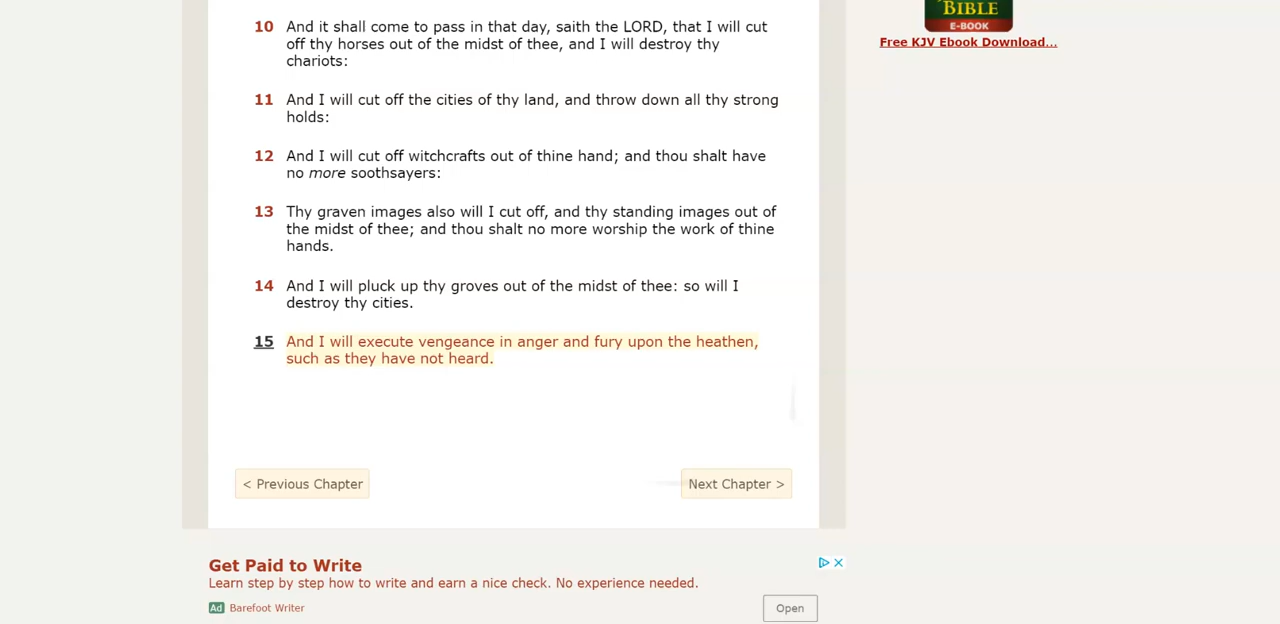 BIBLE
E-BOOK
Free KJV Ebook Download...
10 And it shall come to pass in that day, saith the LORD, that I will cut
off thy horses out of the midst of thee, and I will destroy thy
chariots:
11 And I will cut off the cities of thy land, and throw down all thy strong
holds:
12 And I will cut off witchcrafts out of thine hand; and thou shalt have
no more soothsayers:
13 Thy graven images also will I cut off, and thy standing images out of
the midst of thee; and thou shalt no more worship the work of thine
hands.
14 And I will pluck up thy groves out of the midst of thee: so will I
destroy thy cities.
15 And I will execute vengeance in anger and fury upon the heathen,
such as they have not heard.
< Previous Chapter
Next Chapter >
Get Paid to Write
Learn step by step how to write and earn a nice check. No experience needed.
Ad Barefoot Writer
Open